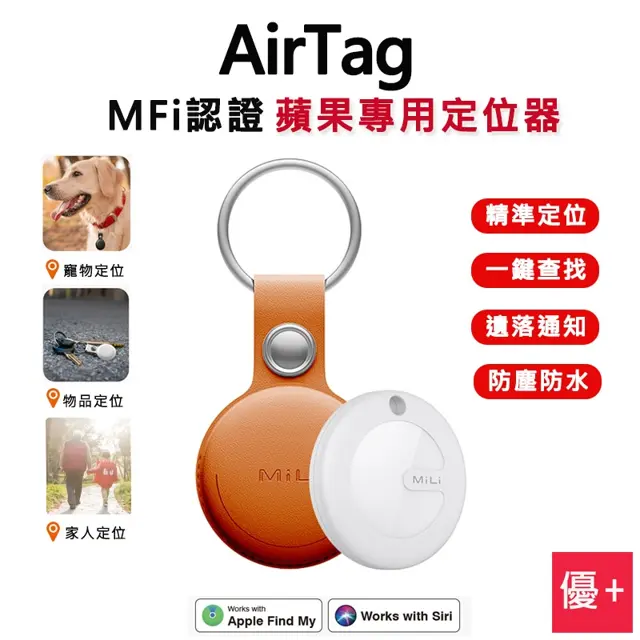 AirTag
MFi認證 蘋果專用定位器
寵物定位
物品定位
家人定位
精準定位
一鍵查找
遺落通知
防塵防水
MiLi
MiLi
Works with
Apple Find My
Works with Siri
優+